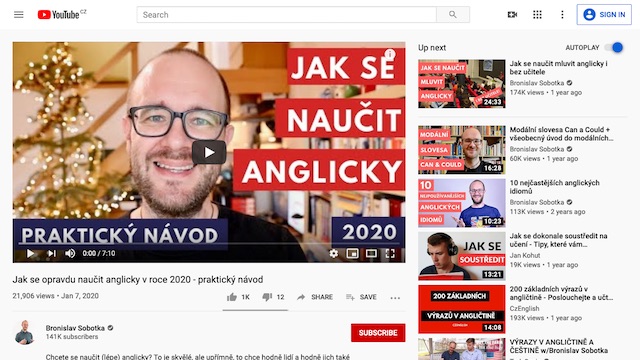 YouTube CZ
Search
SIGN IN
JAK SE
NAUČIT
ANGLICKY
PRAKTICKÝ NÁVOD
2020
0:00 / 7:10
Jak se opravdu naučit anglicky v roce 2020 - praktický návod
21,906 views • Jan 7, 2020
1K
12
SHARE
SAVE
Bronislav Sobotka
141K subscribers
SUBSCRIBE
Chcete se naučit (lépe) anglicky? To je skvělé, ale upřímně, to chce hodně lidí a hodně jich také
Up next
AUTOPLAY
JAK SE NAUČIT
MLUVIT
ANGLICKY
24:33
Jak se naučit mluvit anglicky i
bez učitele
Bronislav Sobotka
174K views • 1 year ago
MODÁLNÍ
SLOVESA
CAN & COULD
16:28
Modální slovesa Can a Could +
všeobecný úvod do modálních...
Bronislav Sobotka
60K views • 1 year ago
10
NEJPOUŽÍVANĚJŠÍCH
ANGLICKÝCH
IDIOMŮ
10:23
10 nejčastějších anglických
idiomů
Bronislav Sobotka
113K views • 2 years ago
JAK SE
SOUSTŘEDIT
13:21
Jak se dokonale soustředit na
učení - Tipy, které vám...
Jan Kohut
19K views • 1 year ago
200 ZÁKLADNÍCH
VÝRAZŮ V ANGLIČTINĚ
CZENGLISH
14:08
200 základních výrazů v
angličtině - Poslouchejte a učt...
CzEnglish
193K views • 1 year ago
VÝRAZY V ANGLIČTINĚ A
ČEŠTINĚ w/Bronislav Sobotka